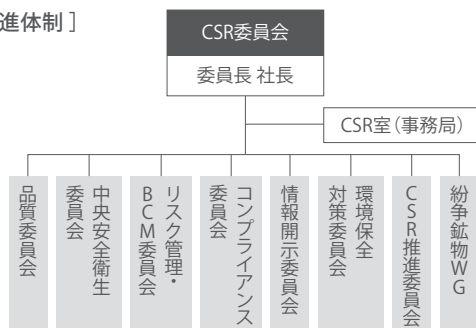 進体制]
CSR委員会
委員長 社長
CSR室(事務局)
品質委員会
中央安全衛生
委員会
リスク管理・
BCM委員会
コンプライアンス
委員会
情報開示委員会
環境保全
対策委員会
CSR推進委員会
紛争鉱物WG